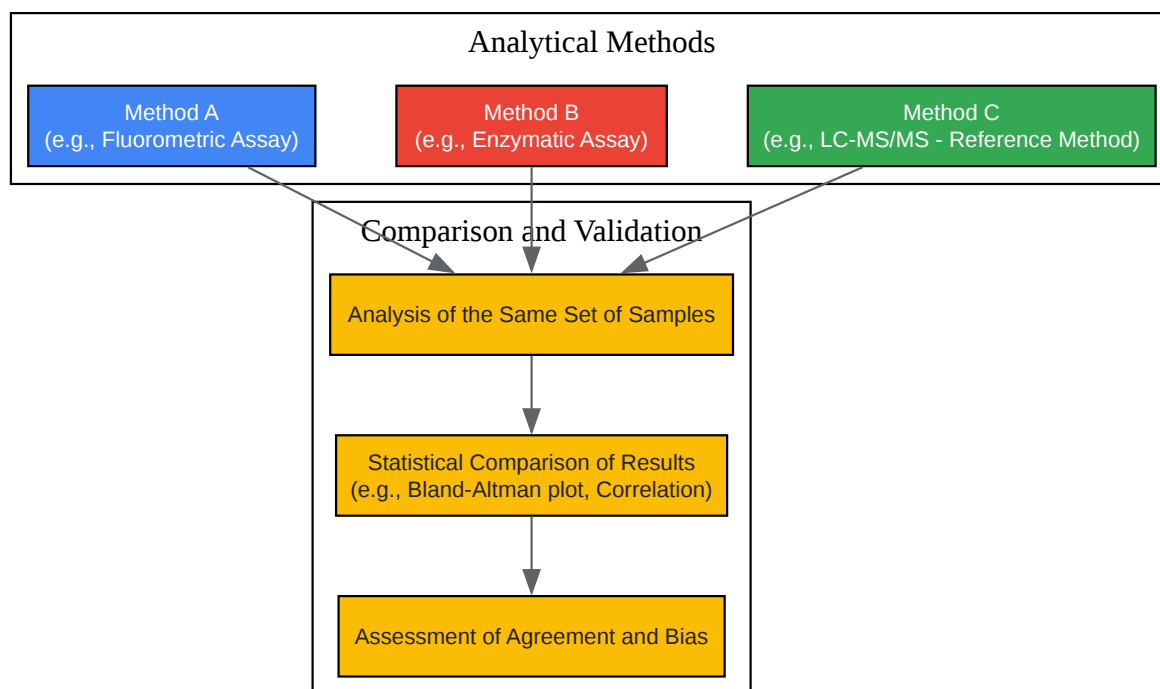 Analytical Methods
Method A
(e.g., Fluorometric Assay)
Method B
(e.g., Enzymatic Assay)
Method C
(e.g., LC-MS/MS - Reference Method)
Comparison and Validation
Analysis of the Same Set of Samples
Statistical Comparison of Results
(e.g., Bland-Altman plot, Correlation)
Assessment of Agreement and Bias